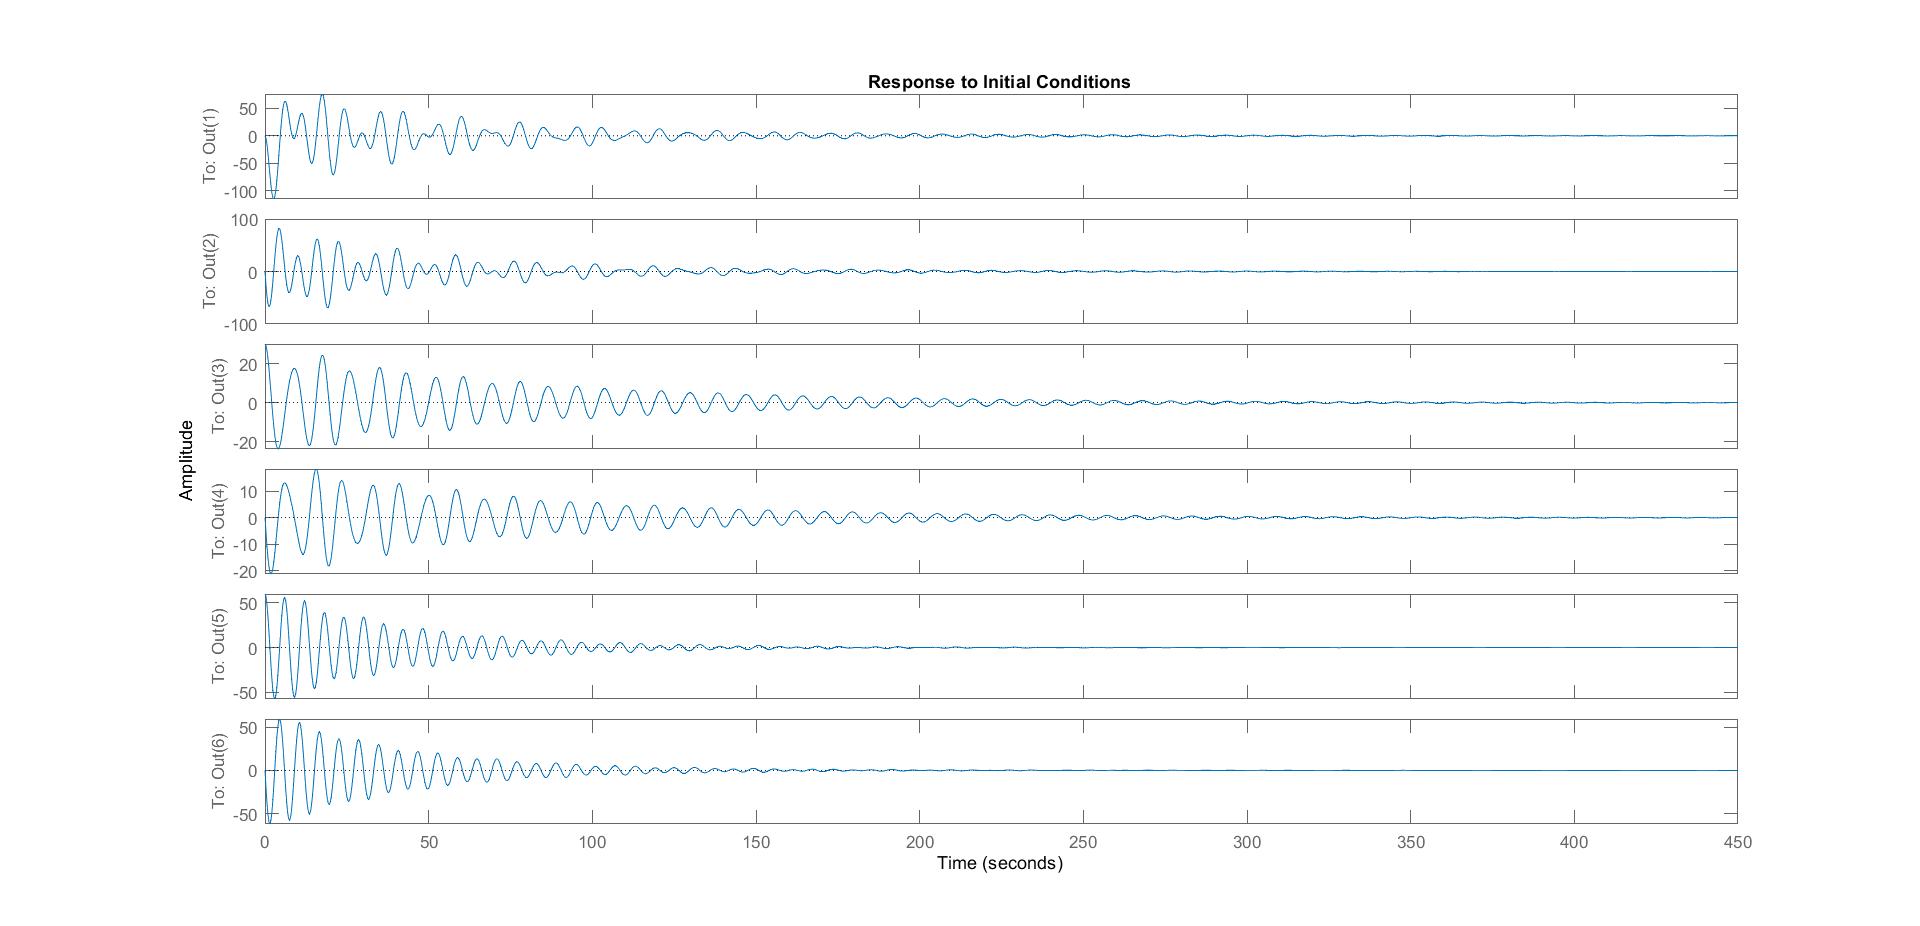 Response to Initial Conditions
To: Out(1)
50
0
-50
-100
To: Out(2)
100
0
-100
To: Out(3)
20
0
-20
Amplitude
To: Out(4)
10
0
-10
-20
To: Out(5)
50
0
-50
To: Out(6)
50
0
-50
0 50 100 150 200 250 300 350 400 450
Time (seconds)